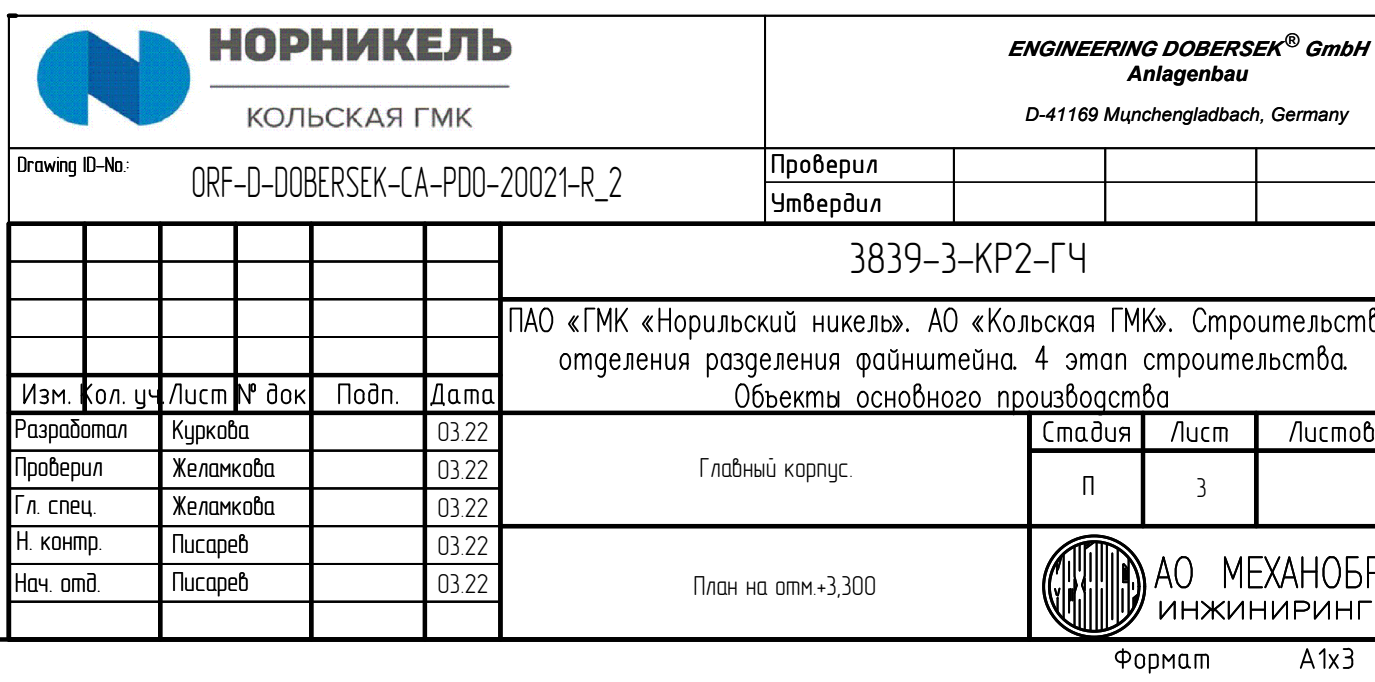 НОРНИКЕЛЬ
КОЛЬСКАЯ ГМК
ENGINEERING DOBERSEK® GmbH
Anlagenbau
D-41169 Mцnchengladbach, Germany
Drawing ID-No.:
ORF-D-DOBERSEK-CA-PDO-20021-R_2
Проверил
Утвердил
3839-3-КР2-ГЧ
ПАО «ГМК «Норильский никель». АО «Кольская ГМК». Строительств
отделения разделения файнштейна. 4 этап строительства.
Объекты основного производства
Изм. Кол. уч Лист № док Подп. Дата
Разработал Куркова 03.22
Проверил Желамкова 03.22
Гл. спец. Желамкова 03.22
Н. контр. Писарев 03.22
Нач. отд. Писарев 03.22
Главный корпус.
Стадия Лист Листов
П 3
План на отм.+3,300
АО МЕХАНОБР
ИНЖИНИРИНГ
Формат А1х3